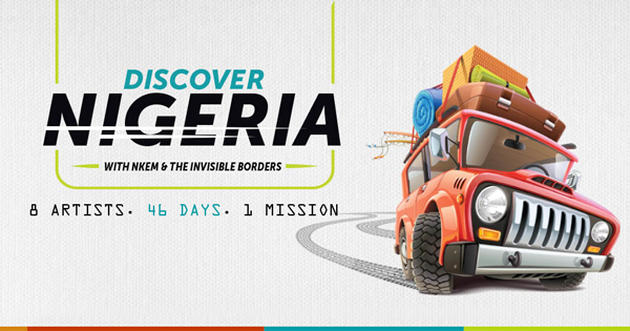 DISCOVER
NIGERIA
WITH NKEM & THE INVISIBLE BORDERS
8 ARTISTS. 46 DAYS. 1 MISSION